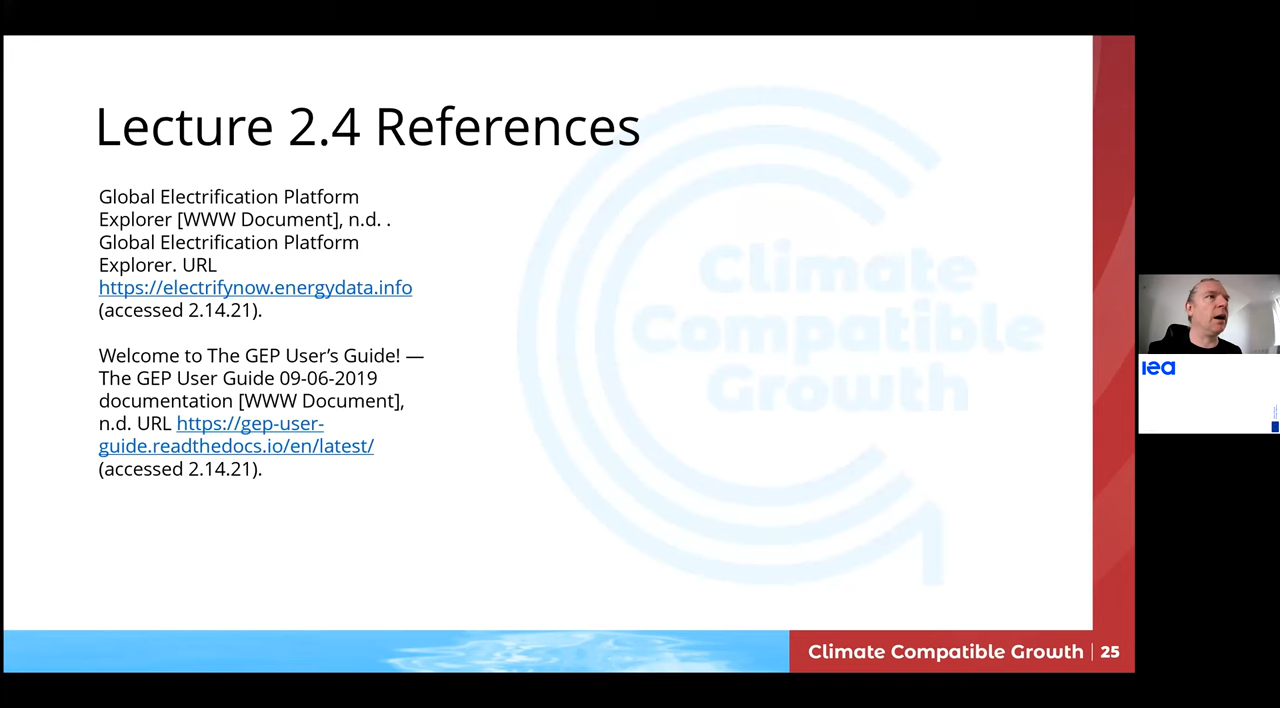 Lecture 2.4 References
Global Electrification Platform
Explorer [WWW Document], n.d. .
Global Electrification Platform
Explorer. URL
https://electrifynow.energydata.info
(accessed 2.14.21).
Welcome to The GEP User’s Guide! —
The GEP User Guide 09-06-2019
documentation [WWW Document],
n.d. URL https://gep-user-
guide.readthedocs.io/en/latest/
(accessed 2.14.21).
Climate
Compatible
Growth
Climate Compatible Growth | 25
iea